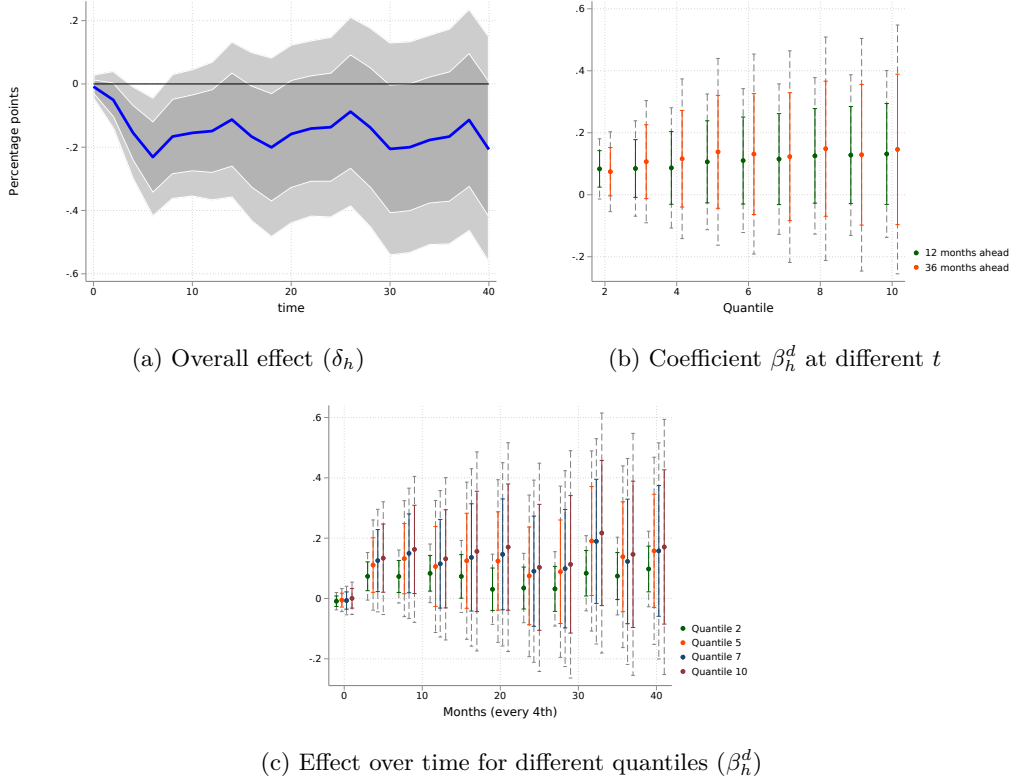 .2
0
-.2
-.4
-.6
Percentage points
0
10
20
30
40
time
(a) Overall effect (δ_h)
.6
.4
.2
0
-.2
2
4
6
8
10
Quantile
12 months ahead
36 months ahead
(b) Coefficient β_h^d at different t
.6
.4
.2
0
-.2
0
10
20
30
40
Months (every 4th)
Quantile 2
Quantile 5
Quantile 7
Quantile 10
(c) Effect over time for different quantiles (β_h^d)